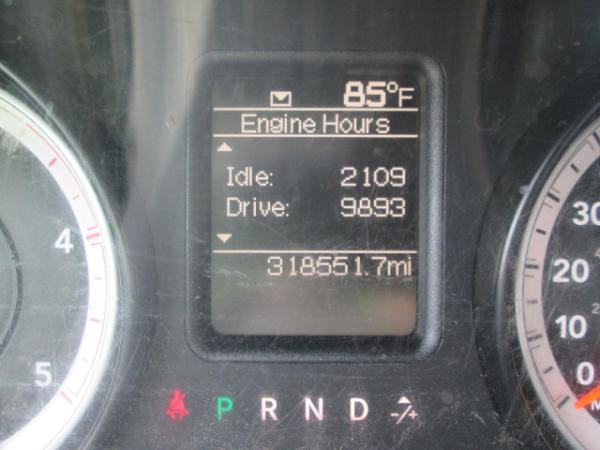 85°F
Engine Hours
Idle: 2109
Drive: 9893
318551.7mi
4
5
30
20
10
0
P R N D -/+